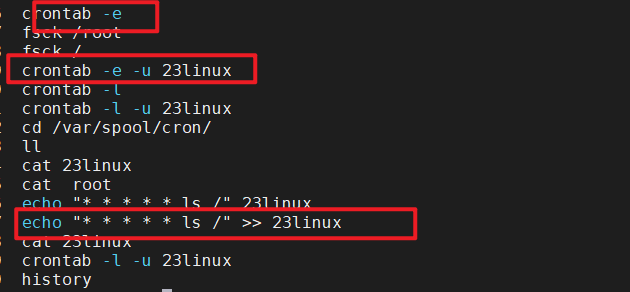 crontab -e
fsck /root
fsck /
crontab -e -u 23linux
crontab -l
crontab -l -u 23linux
cd /var/spool/cron/
ll
cat 23linux
cat  root
echo "* * * * * ls /" 23linux
echo "* * * * * ls /" >> 23linux
cat 23linux
crontab -l -u 23linux
history